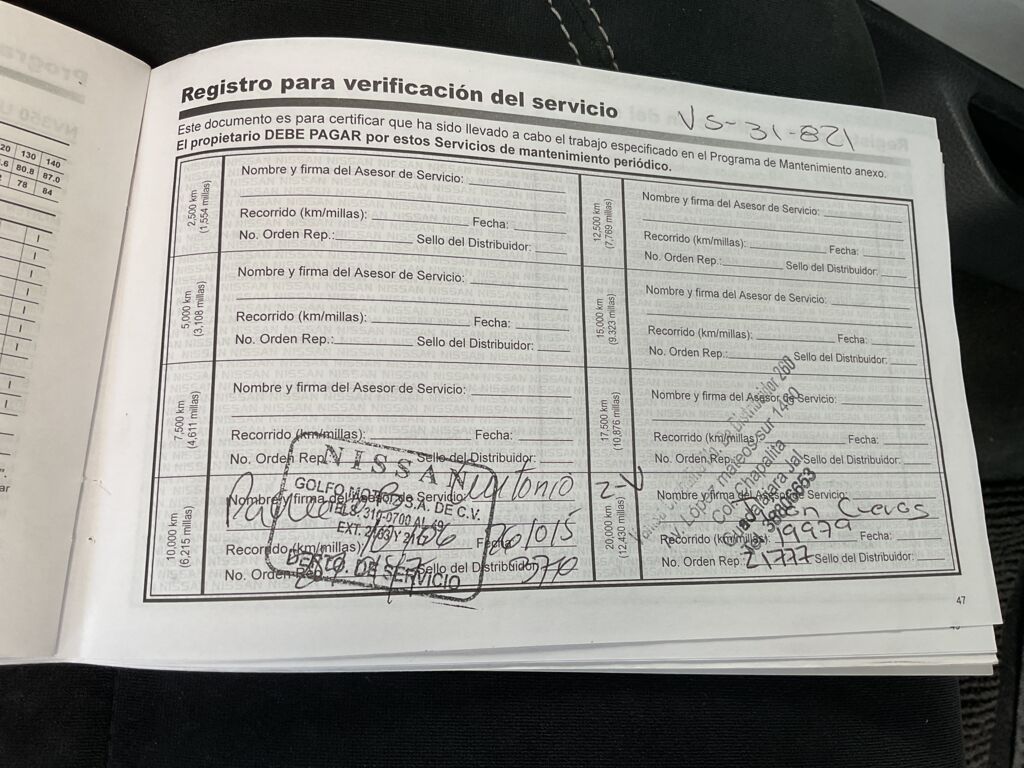 Registro para verificación del servicio
VS-31-821
Este documento es para certificar que ha sido llevado a cabo el trabajo especificado en el Programa de Mantenimiento anexo.
El propietario DEBE PAGAR por estos Servicios de mantenimiento periódico.
2,500 km
(1,554 millas)
Nombre y firma del Asesor de Servicio:
Recorrido (km/millas): Fecha:
No. Orden Rep.: Sello del Distribuidor:
5,000 km
(3,108 millas)
Nombre y firma del Asesor de Servicio:
Recorrido (km/millas): Fecha:
No. Orden Rep.: Sello del Distribuidor:
7,500 km
(4,611 millas)
Nombre y firma del Asesor de Servicio:
Recorrido (km/millas): Fecha:
No. Orden Rep.: Sello del Distribuidor:
10,000 km
(6,215 millas)
Nombre y firma del Asesor de Servicio:
Antonio
Recorrido (km/millas): Fecha:
No. Orden Rep.: Sello del Distribuidor:
NISSAN
GOLFO MOTORS S.A. DE C.V.
TELS. 310-0700 AL 49
EXT. 2103 Y
DEPTO. DE SERVICIO
12,500 km
(7,769 millas)
Nombre y firma del Asesor de Servicio:
Recorrido (km/millas): Fecha:
No. Orden Rep.: Sello del Distribuidor:
15,000 km
(9,323 millas)
Nombre y firma del Asesor de Servicio:
Recorrido (km/millas): Fecha:
No. Orden Rep.: Sello del Distribuidor:
17,500 km
(10,876 millas)
Nombre y firma del Asesor de Servicio:
Recorrido (km/millas): Fecha:
No. Orden Rep.: Sello del Distribuidor:
20,000 km
(12,430 millas)
Nombre y firma del Asesor de Servicio:
Cuevas
Recorrido (km/millas): 19979 Fecha:
No. Orden Rep.: 21777 Sello del Distribuidor:
Distribuidor 260
Av. López mateos sur 1460
Col. Chapalita
Guadalajara Jal
47